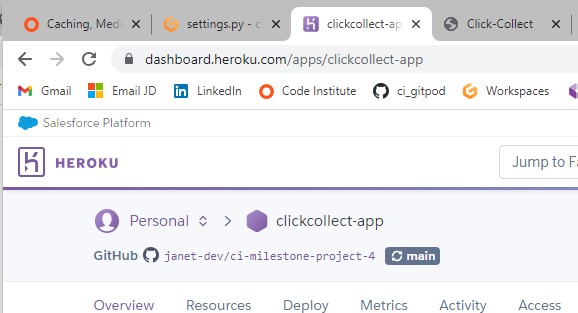 Caching, Med
settings.py - c
clickcollect-ap
Click-Collect
dashboard.heroku.com/apps/clickcollect-app
Gmail
Email JD
LinkedIn
Code Institute
ci_gitpod
Workspaces
Salesforce Platform
HEROKU
Jump to Fa
Personal
clickcollect-app
GitHub janet-dev/ci-milestone-project-4 main
Overview
Resources
Deploy
Metrics
Activity
Access